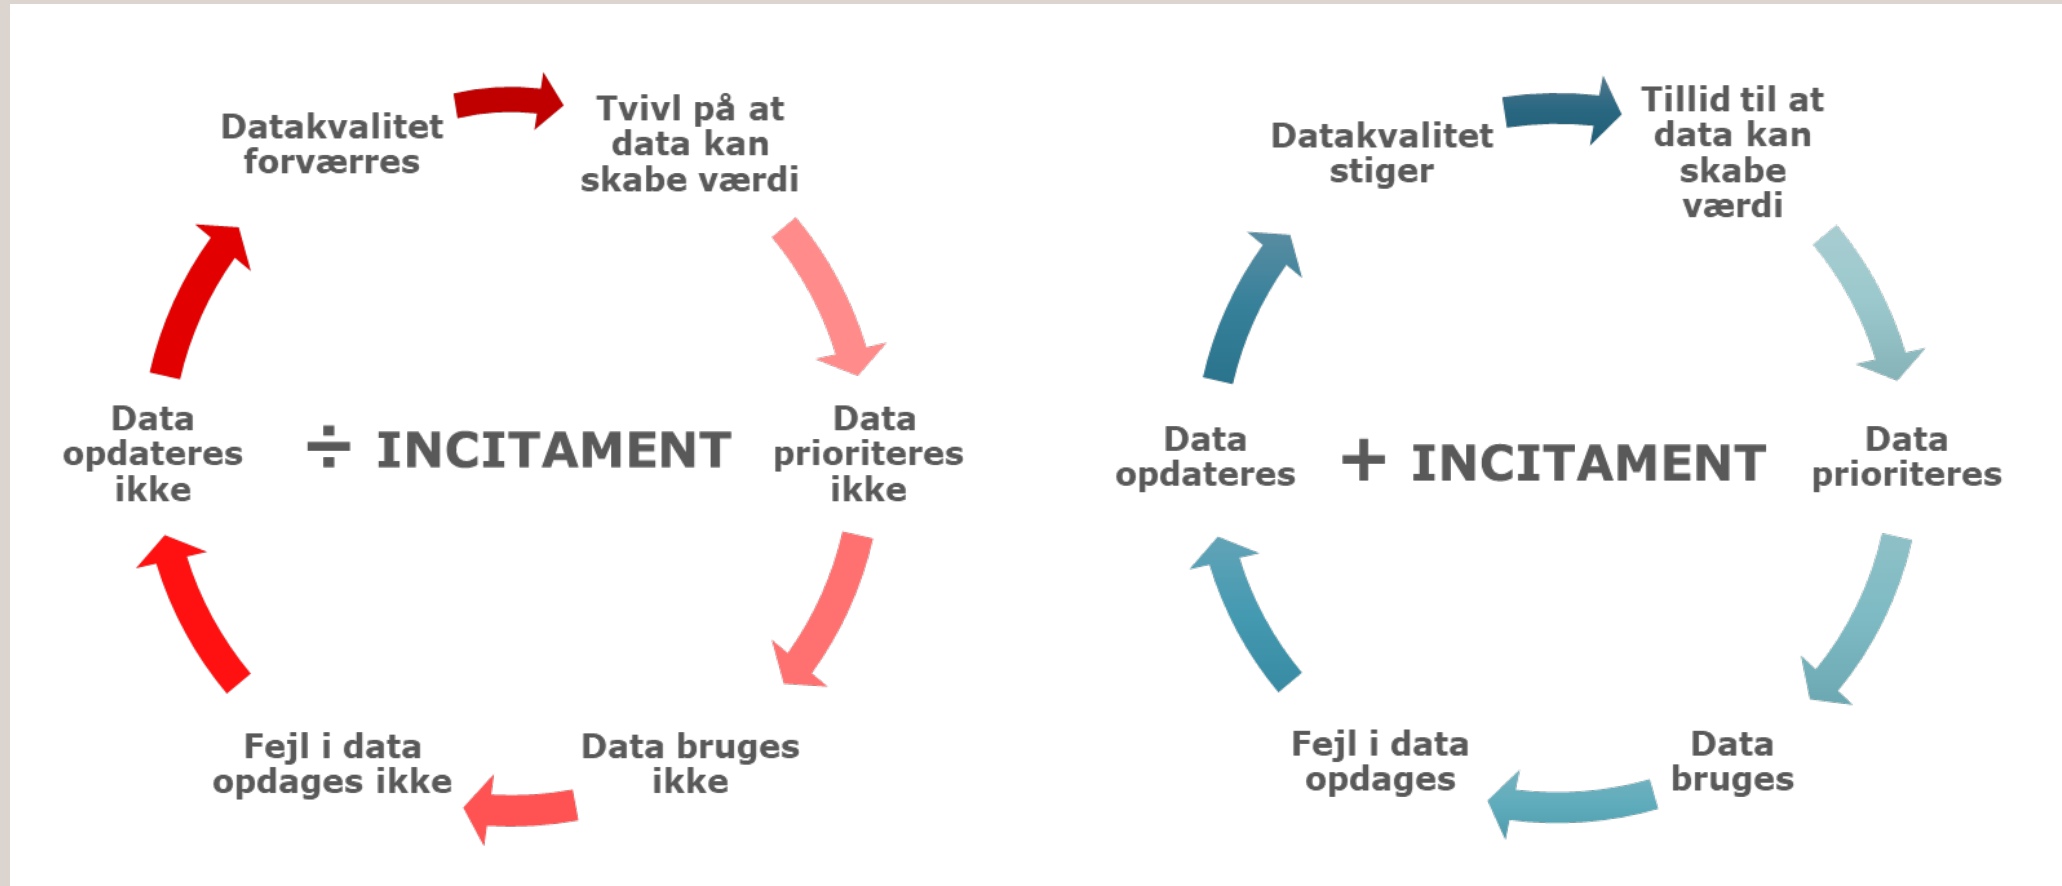 Datakvalitet
forværres
Tvivl på at
data kan
skabe værdi
Data
prioriteres
ikke
Data bruges
ikke
Fejl i data
opdages ikke
Data
opdateres
ikke
÷ INCITAMENT
Datakvalitet
stiger
Tillid til at
data kan
skabe
værdi
Data
prioriteres
Data
bruges
Fejl i data
opdages
Data
opdateres
+ INCITAMENT